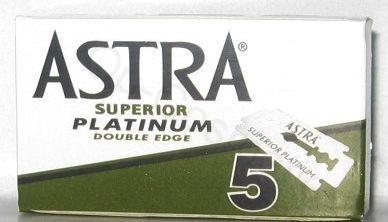 ASTRA®
SUPERIOR
PLATINUM
DOUBLE EDGE
ASTRA
SUPERIOR PLATINUM
5